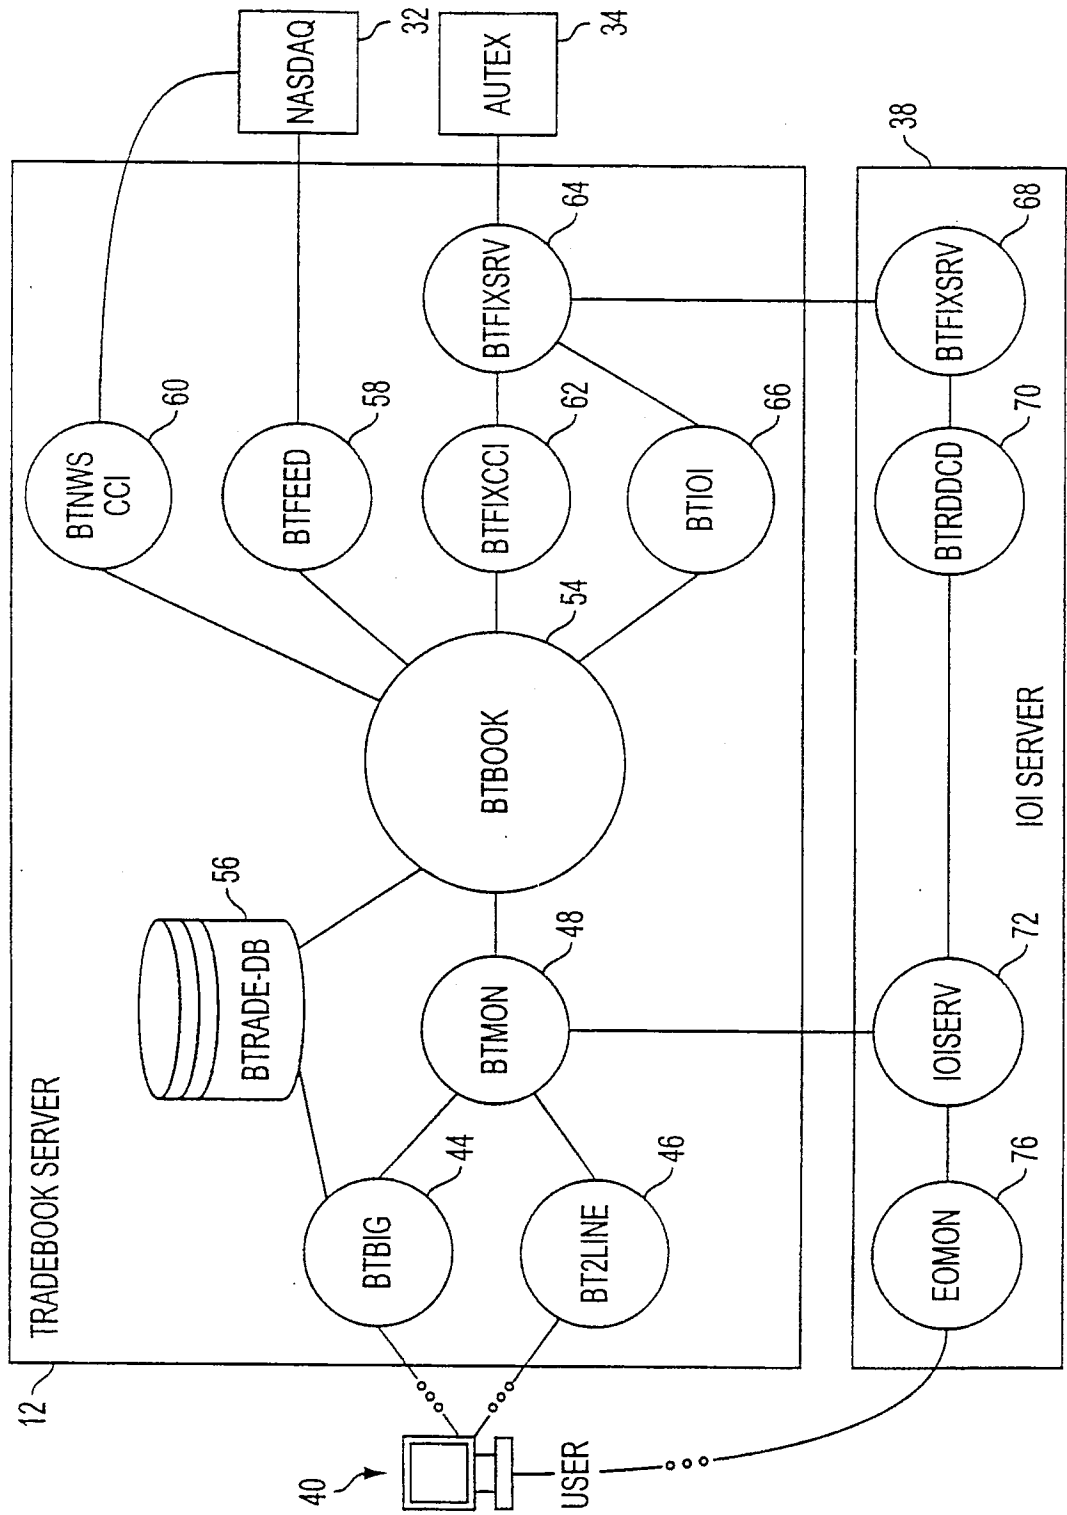 TRADEBOOK SERVER
12
40
USER
BTBIG
44
BT2LINE
46
BTRADE-DB
56
BTMON
48
BTBOOK
54
BTNWS
CCI
60
BTFEED
58
BTFIXCCI
62
BTIOI
66
BTFIXSRV
64
NASDAQ
32
AUTEX
34
38
EOMON
76
IOISERV
72
IOI SERVER
BTRDDCD
70
BTFIXSRV
68